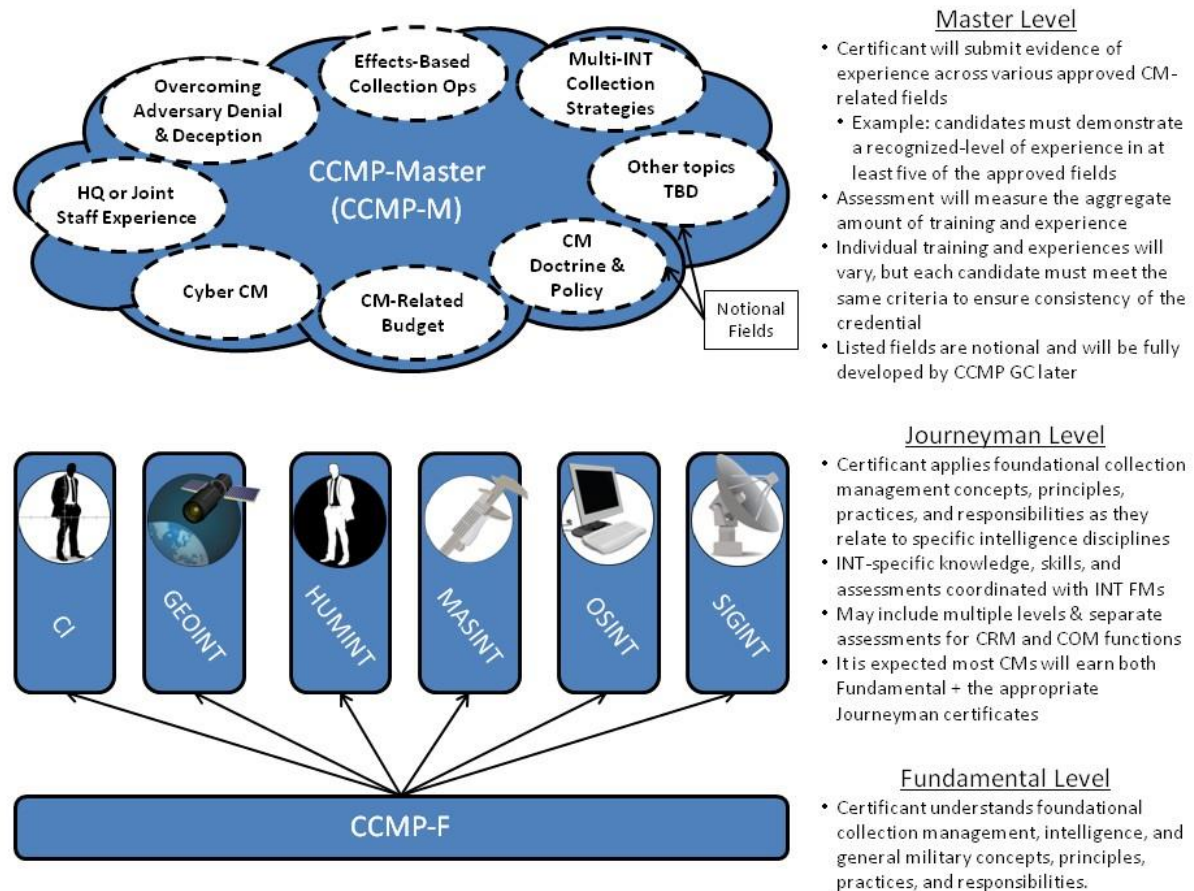 Effects-Based
Collection Ops
Multi-INT
Collection
Strategies
Overcoming
Adversary Denial
& Deception
CCMP-Master
(CCMP-M)
Other topics
TBD
HQ or Joint
Staff Experience
CM
Doctrine &
Policy
Cyber CM
CM-Related
Budget
Notional
Fields
Master Level
• Certificant will submit evidence of
experience across various approved CM-
related fields
• Example: candidates must demonstrate
a recognized-level of experience in at
least five of the approved fields
• Assessment will measure the aggregate
amount of training and experience
• Individual training and experiences will
vary, but each candidate must meet the
same criteria to ensure consistency of the
credential
• Listed fields are notional and will be fully
developed by CCMP GC later
CI
GEOINT
HUMINT
MASINT
OSINT
SIGINT
Journeyman Level
• Certificant applies foundational collection
management concepts, principles,
practices, and responsibilities as they
relate to specific intelligence disciplines
• INT-specific knowledge, skills, and
assessments coordinated with INT FMs
• May include multiple levels & separate
assessments for CRM and COM functions
• It is expected most CMs will earn both
Fundamental + the appropriate
Journeyman certificates
CCMP-F
Fundamental Level
• Certificant understands foundational
collection management, intelligence, and
general military concepts, principles,
practices, and responsibilities.